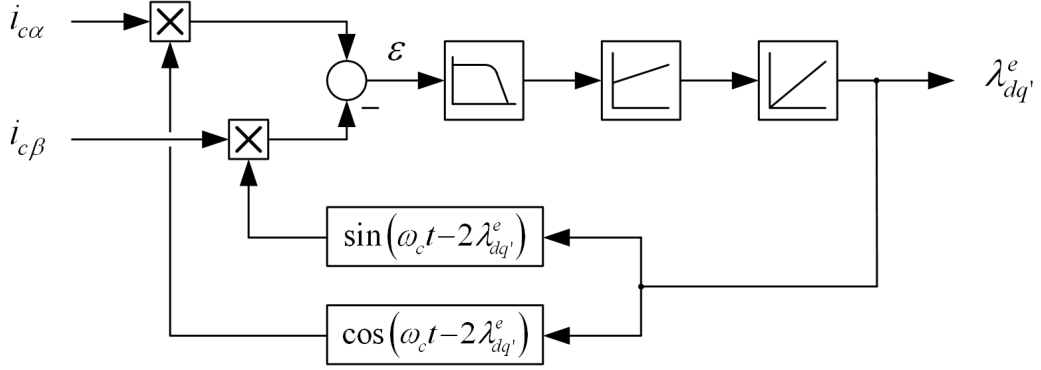 i_{cα}
ε
−
λ^e_{dq'}
i_{cβ}
sin(ω_c t−2λ^e_{dq'})
cos(ω_c t−2λ^e_{dq'})